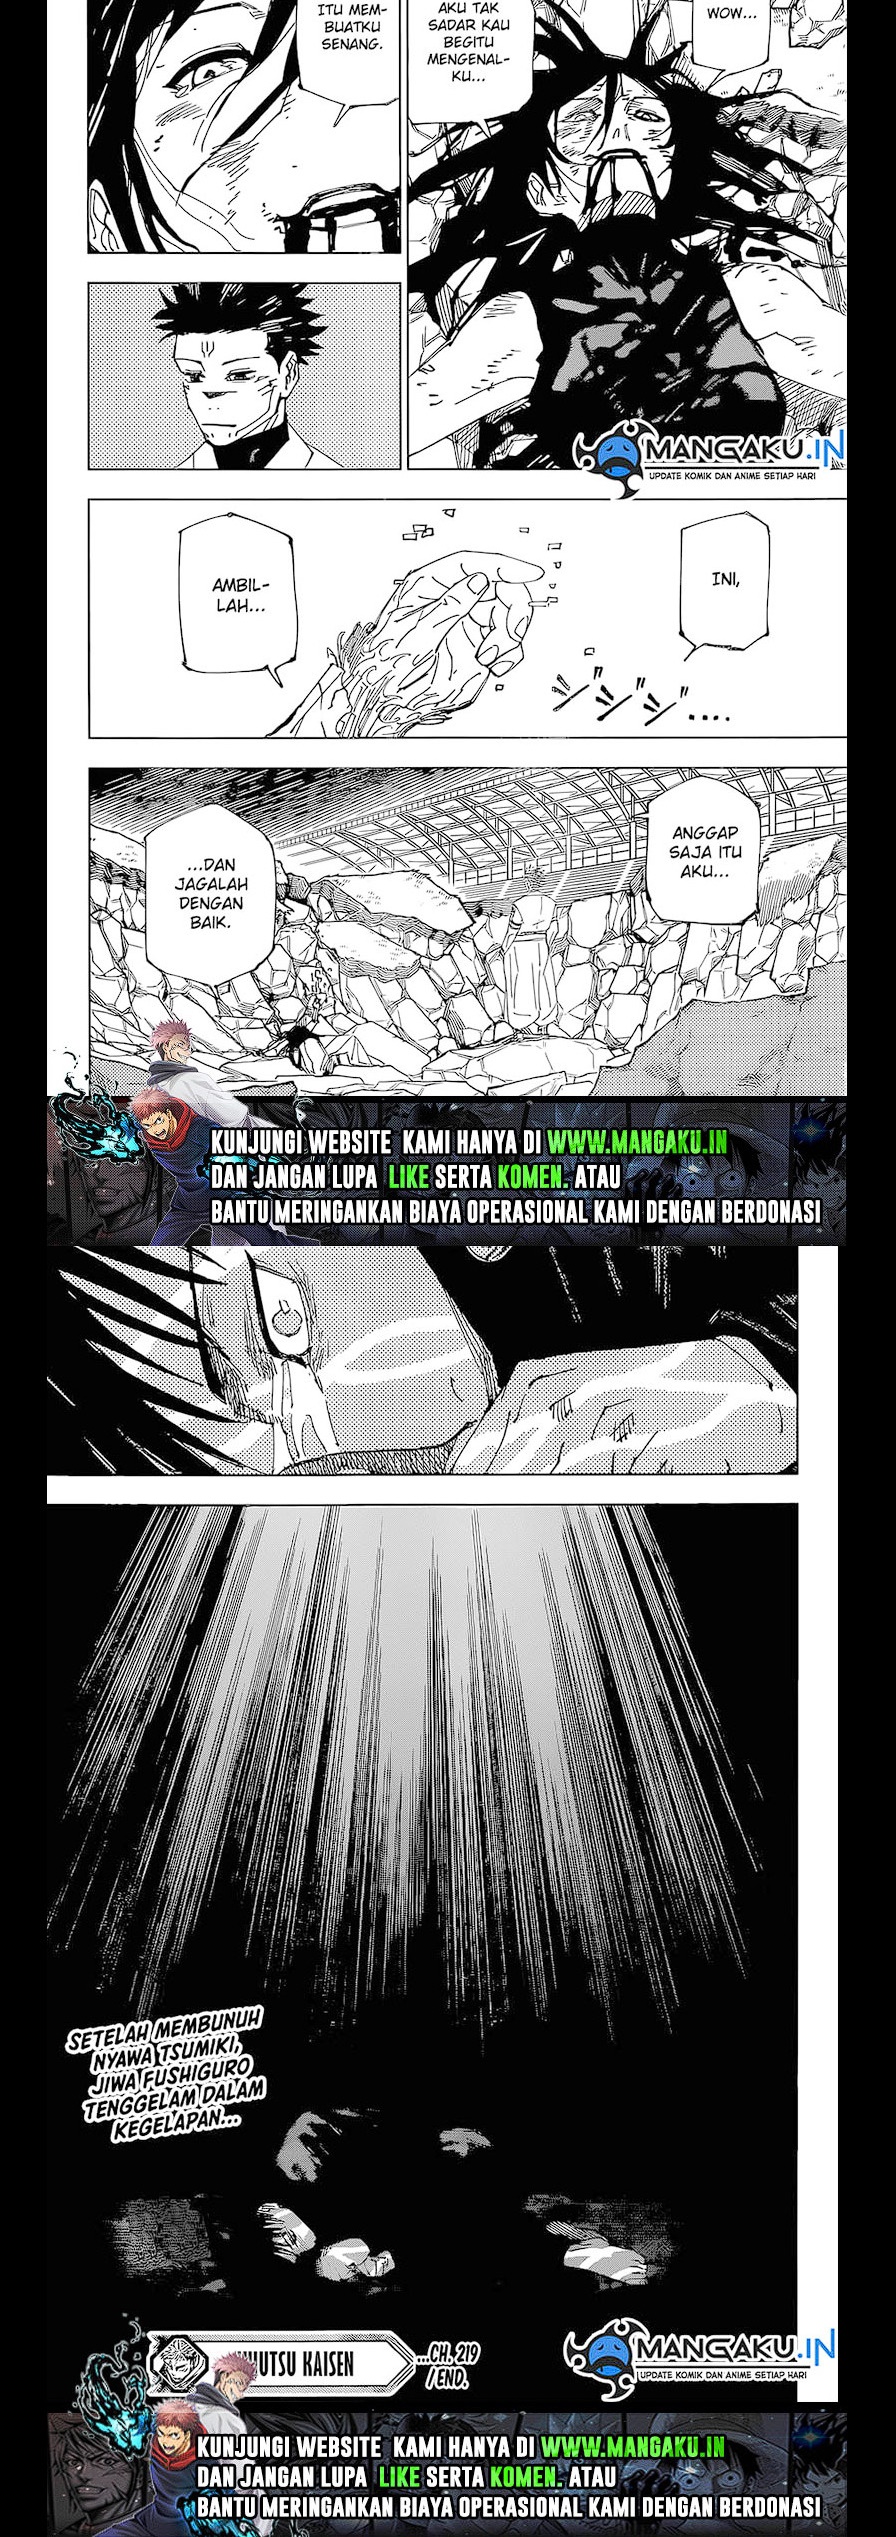 WOW...
AKU TAK
SADAR KAU
BEGITU
MENGENAL-
KU...
ITU MEM-
BUATKU
SENANG.
MANGAKU.IN
UPDATE KOMIK DAN ANIME SETIAP HARI
INI,
AMBIL-
LAH...
ジ"ジ"ジ"....
ANGGAP
SAJA ITU
AKU...
...DAN
JAGALAH
DENGAN
BAIK.
KUNJUNGI WEBSITE KAMI HANYA DI WWW.MANGAKU.IN
DAN JANGAN LUPA LIKE SERTA KOMEN. ATAU
BANTU MERINGANKAN BIAYA OPERASIONAL KAMI DENGAN BERDONASI
SETELAH MEMBUNUH
NYAWA TSUMIKI,
JIWA FUSHIGURO
TENGGELAM DALAM
KEGELAPAN...
KAISEN
...CH. 219
/END.
MANGAKU.IN
UPDATE KOMIK DAN ANIME SETIAP HARI
KUNJUNGI WEBSITE KAMI HANYA DI WWW.MANGAKU.IN
DAN JANGAN LUPA LIKE SERTA KOMEN. ATAU
BANTU MERINGANKAN BIAYA OPERASIONAL KAMI DENGAN BERDONASI